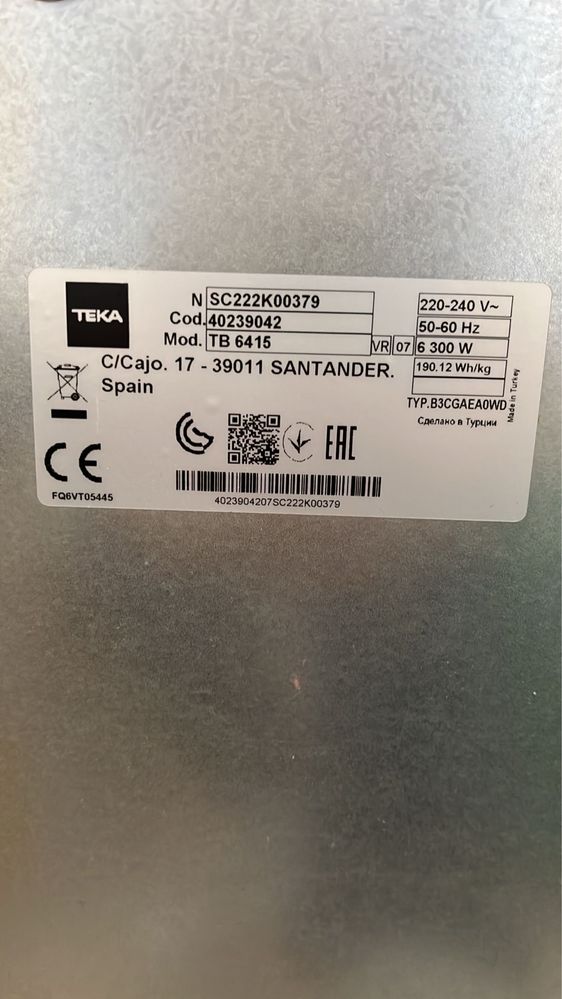 TEKA
N SC222K00379
Cod. 40239042
Mod. TB 6415 VR 07
220-240 V~
50-60 Hz
6 300 W
190.12 Wh/kg
C/Cajo. 17 - 39011 SANTANDER.
Spain
TYP.B3CGAEA0WD
Made in Turkey
Сделано в Турции
EAC
CE
FQ6VT05445
4023904207SC222K00379